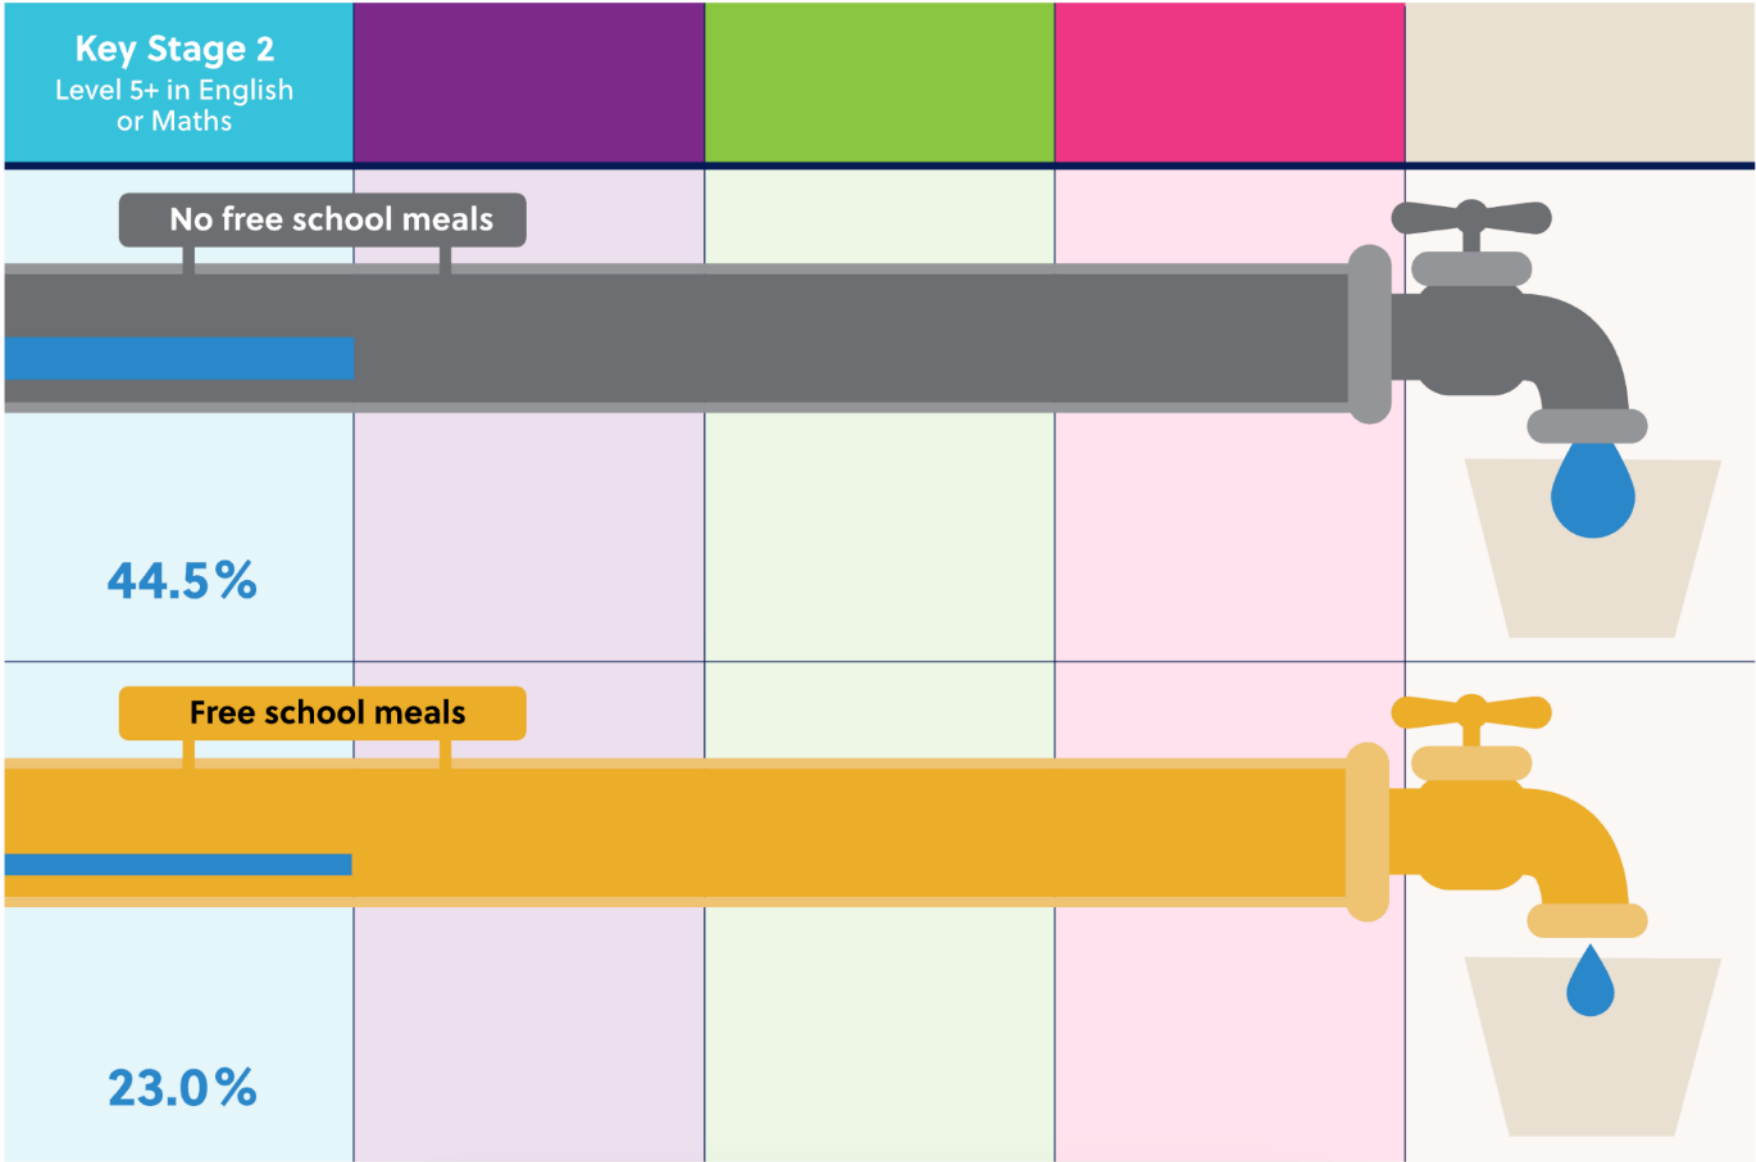 Key Stage 2
Level 5+ in English
or Maths
No free school meals
44.5%
Free school meals
23.0%